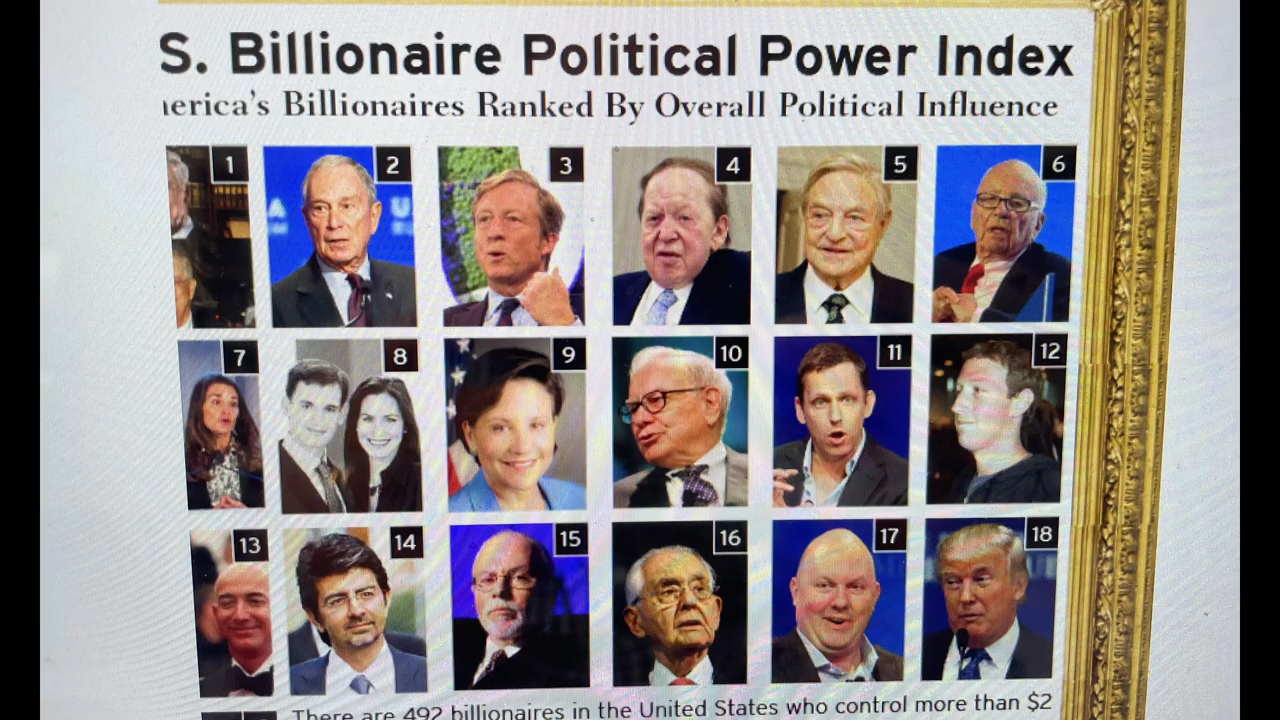 S. Billionaire Political Power Index
erica's Billionaires Ranked By Overall Political Influence
1 2 3 4 5 6
7 8 9 10 11 12
13 14 15 16 17 18
There are 492 billionaires in the United States who control more than $2